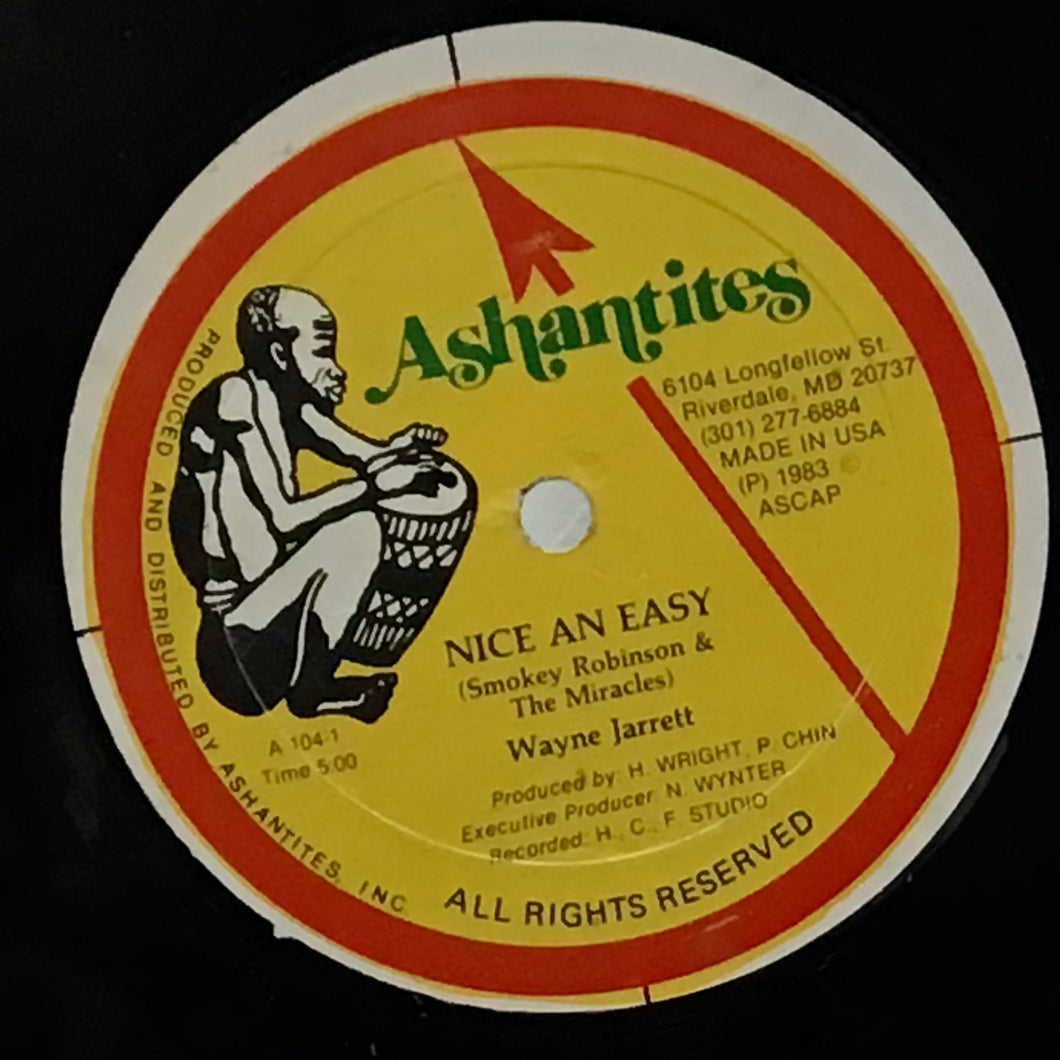 Ashantites
6104 Longfellow St.
Riverdale, MD 20737
(301) 277-6884
MADE IN USA
(P) 1983
ASCAP
NICE AN EASY
(Smokey Robinson &
The Miracles)
Wayne Jarrett
A 104-1
Time 5:00
Produced by: H. WRIGHT, P. CHIN
Executive Producer: N. WYNTER
Recorded: H., C., F. STUDIO
PRODUCED AND DISTRIBUTED BY ASHANTITES, INC.
ALL RIGHTS RESERVED